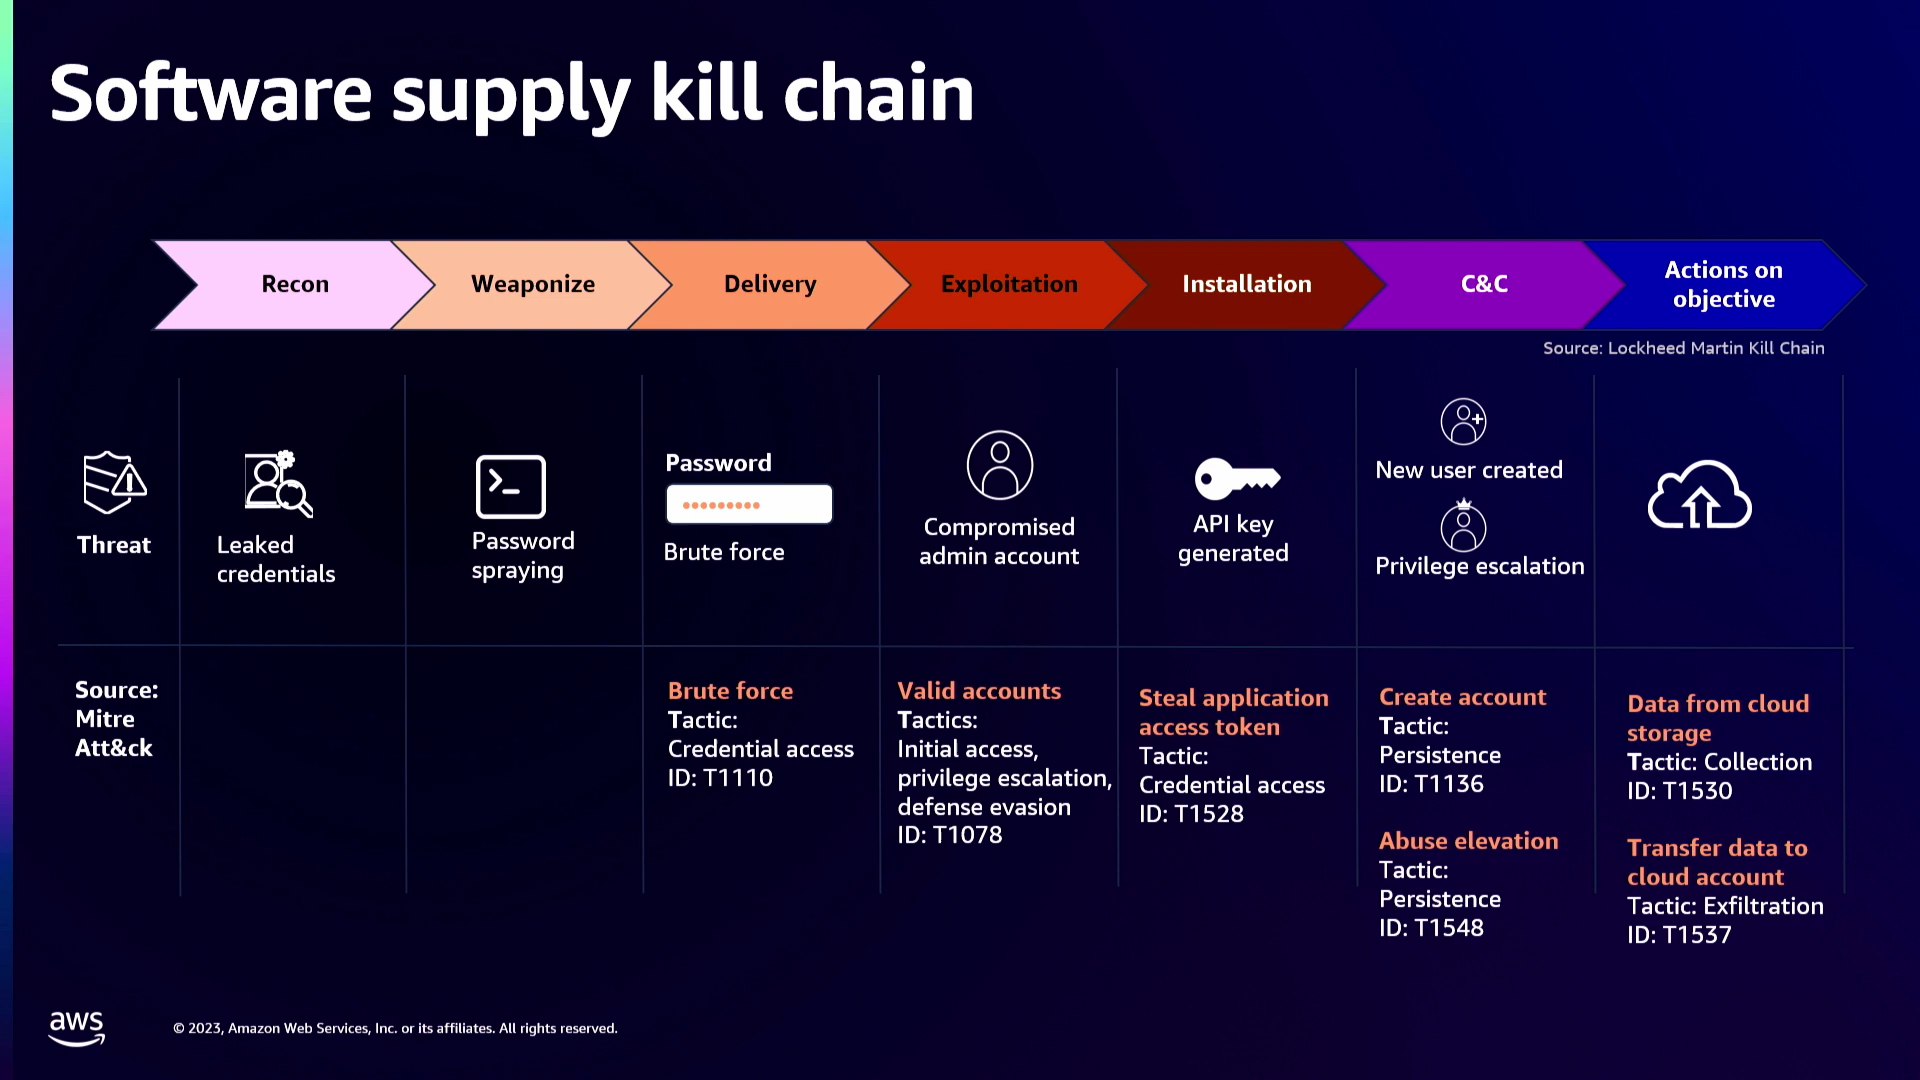 Software supply kill chain
Recon
Weaponize
Delivery
Exploitation
Installation
C&C
Actions on
objective
Source: Lockheed Martin Kill Chain
Threat
Leaked
credentials
Password
spraying
Password
Brute force
Compromised
admin account
API key
generated
New user created
Privilege escalation
Source:
Mitre
Att&ck
Brute force
Tactic:
Credential access
ID: T1110
Valid accounts
Tactics:
Initial access,
privilege escalation,
defense evasion
ID: T1078
Steal application
access token
Tactic:
Credential access
ID: T1528
Create account
Tactic:
Persistence
ID: T1136
Abuse elevation
Tactic:
Persistence
ID: T1548
Data from cloud
storage
Tactic: Collection
ID: T1530
Transfer data to
cloud account
Tactic: Exfiltration
ID: T1537
aws
© 2023, Amazon Web Services, Inc. or its affiliates. All rights reserved.